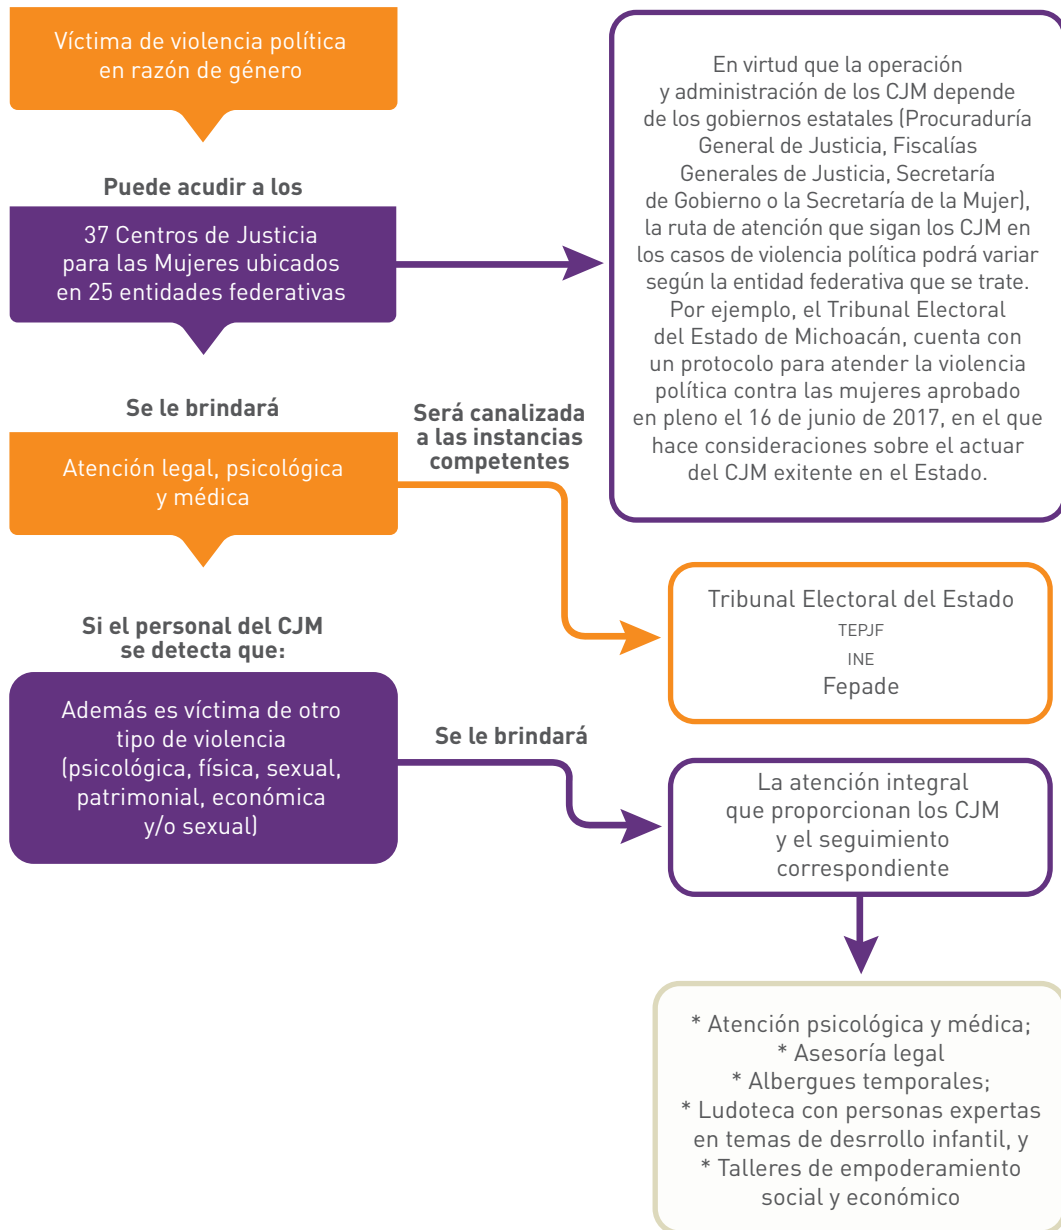 Víctima de violencia política
en razón de género
Puede acudir a los
37 Centros de Justicia
para las Mujeres ubicados
en 25 entidades federativas
En virtud que la operación
y administración de los CJM depende
de los gobiernos estatales (Procuraduría
General de Justicia, Fiscalías
Generales de Justicia, Secretaría
de Gobierno o la Secretaría de la Mujer),
la ruta de atención que sigan los CJM en
los casos de violencia política podrá variar
según la entidad federativa que se trate.
Por ejemplo, el Tribunal Electoral
del Estado de Michoacán, cuenta con
un protocolo para atender la violencia
política contra las mujeres aprobado
en pleno el 16 de junio de 2017, en el que
hace consideraciones sobre el actuar
del CJM exitente en el Estado.
Se le brindará
Atención legal, psicológica
y médica
Será canalizada
a las instancias
competentes
Tribunal Electoral del Estado
TEPJF
INE
Fepade
Si el personal del CJM
se detecta que:
Además es víctima de otro
tipo de violencia
(psicológica, física, sexual,
patrimonial, económica
y/o sexual)
Se le brindará
La atención integral
que proporcionan los CJM
y el seguimiento
correspondiente
* Atención psicológica y médica;
* Asesoría legal
* Albergues temporales;
* Ludoteca con personas expertas
en temas de desrrollo infantil, y
* Talleres de empoderamiento
social y económico